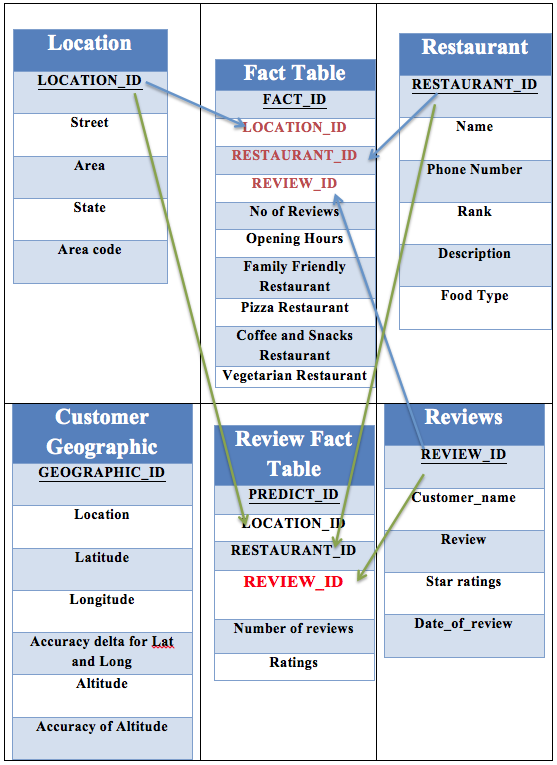 Location
LOCATION_ID
Street
Area
State
Area code
Fact Table
FACT_ID
LOCATION_ID
RESTAURANT_ID
REVIEW_ID
No of Reviews
Opening Hours
Family Friendly
Restaurant
Pizza Restaurant
Coffee and Snacks
Restaurant
Vegetarian Restaurant
Restaurant
RESTAURANT_ID
Name
Phone Number
Rank
Description
Food Type
Customer
Geographic
GEOGRAPHIC_ID
Location
Latitude
Longitude
Accuracy delta for Lat
and Long
Altitude
Accuracy of Altitude
Review Fact
Table
PREDICT_ID
LOCATION_ID
RESTAURANT_ID
REVIEW_ID
Number of reviews
Ratings
Reviews
REVIEW_ID
Customer_name
Review
Star ratings
Date_of_review